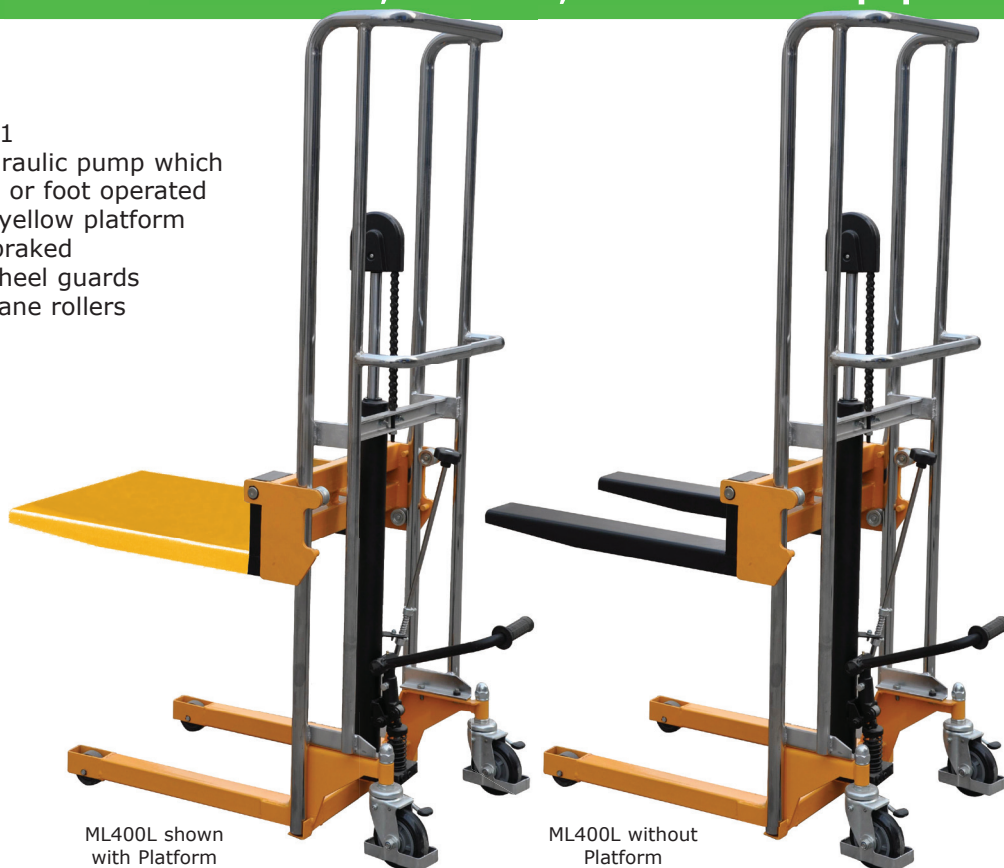 1
raulic pump which
or foot operated
yellow platform
braked
heel guards
ane rollers
ML400L shown
with Platform
ML400L without
Platform